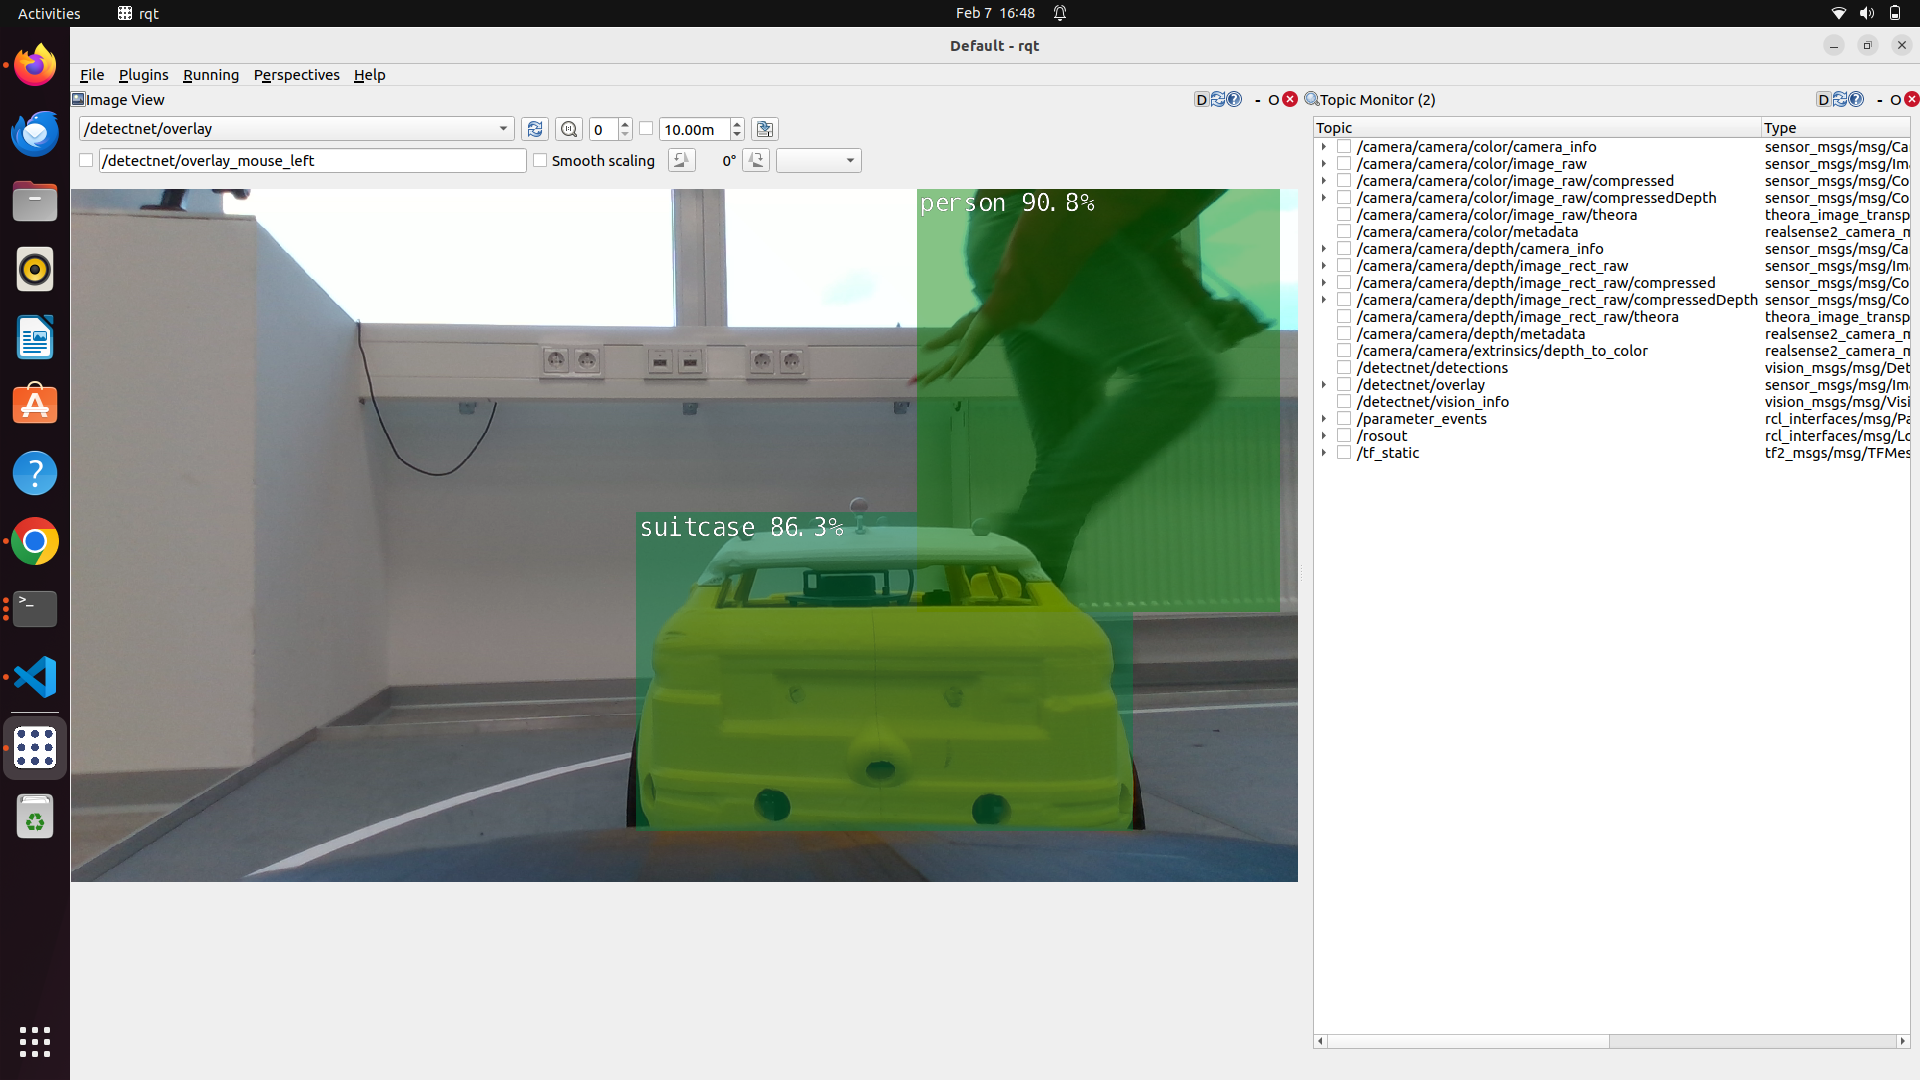 Activities rqt Feb 7 16:48
Default - rqt
File Plugins Running Perspectives Help
Image View D ? - O
/detectnet/overlay 0 10.00m
/detectnet/overlay_mouse_left Smooth scaling 0°
person 90.8%
suitcase 86.3%
Topic Monitor (2) D ? - O
Topic Type
/camera/camera/color/camera_info sensor_msgs/msg/Ca
/camera/camera/color/image_raw sensor_msgs/msg/Ima
/camera/camera/color/image_raw/compressed sensor_msgs/msg/Co
/camera/camera/color/image_raw/compressedDepth sensor_msgs/msg/Co
/camera/camera/color/image_raw/theora theora_image_transp
/camera/camera/color/metadata realsense2_camera_m
/camera/camera/depth/camera_info sensor_msgs/msg/Ca
/camera/camera/depth/image_rect_raw sensor_msgs/msg/Ima
/camera/camera/depth/image_rect_raw/compressed sensor_msgs/msg/Co
/camera/camera/depth/image_rect_raw/compressedDepth sensor_msgs/msg/Co
/camera/camera/depth/image_rect_raw/theora theora_image_transp
/camera/camera/depth/metadata realsense2_camera_m
/camera/camera/extrinsics/depth_to_color realsense2_camera_m
/detectnet/detections vision_msgs/msg/Det
/detectnet/overlay sensor_msgs/msg/Ima
/detectnet/vision_info vision_msgs/msg/Visi
/parameter_events rcl_interfaces/msg/Pa
/rosout rcl_interfaces/msg/Lo
/tf_static tf2_msgs/msg/TFMes